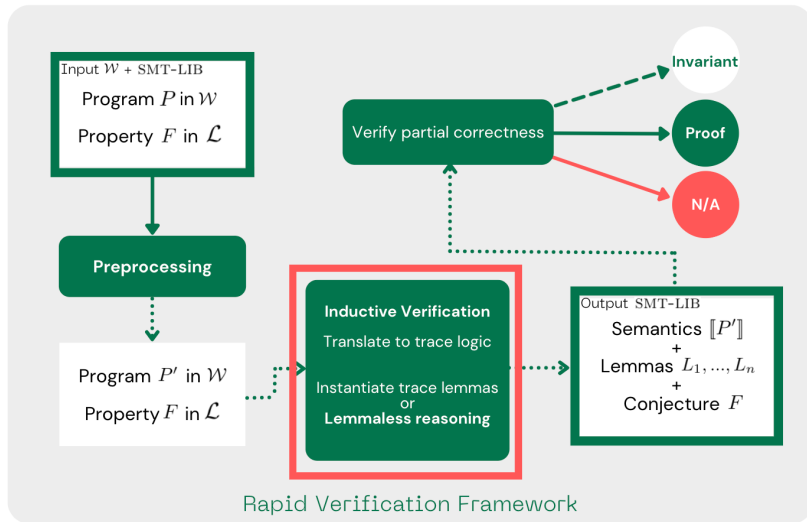 Input 𝒲 + SMT-LIB
Program P in 𝒲
Property F in ℒ
Preprocessing
Program P′ in 𝒲
Property F in ℒ
Inductive Verification
Translate to trace logic
Instantiate trace lemmas
or
Lemmaless reasoning
Output SMT-LIB
Semantics ⟦P′⟧
+
Lemmas L₁, ..., Lₙ
+
Conjecture F
Verify partial correctness
Invariant
Proof
N/A
Rapid Verification Framework